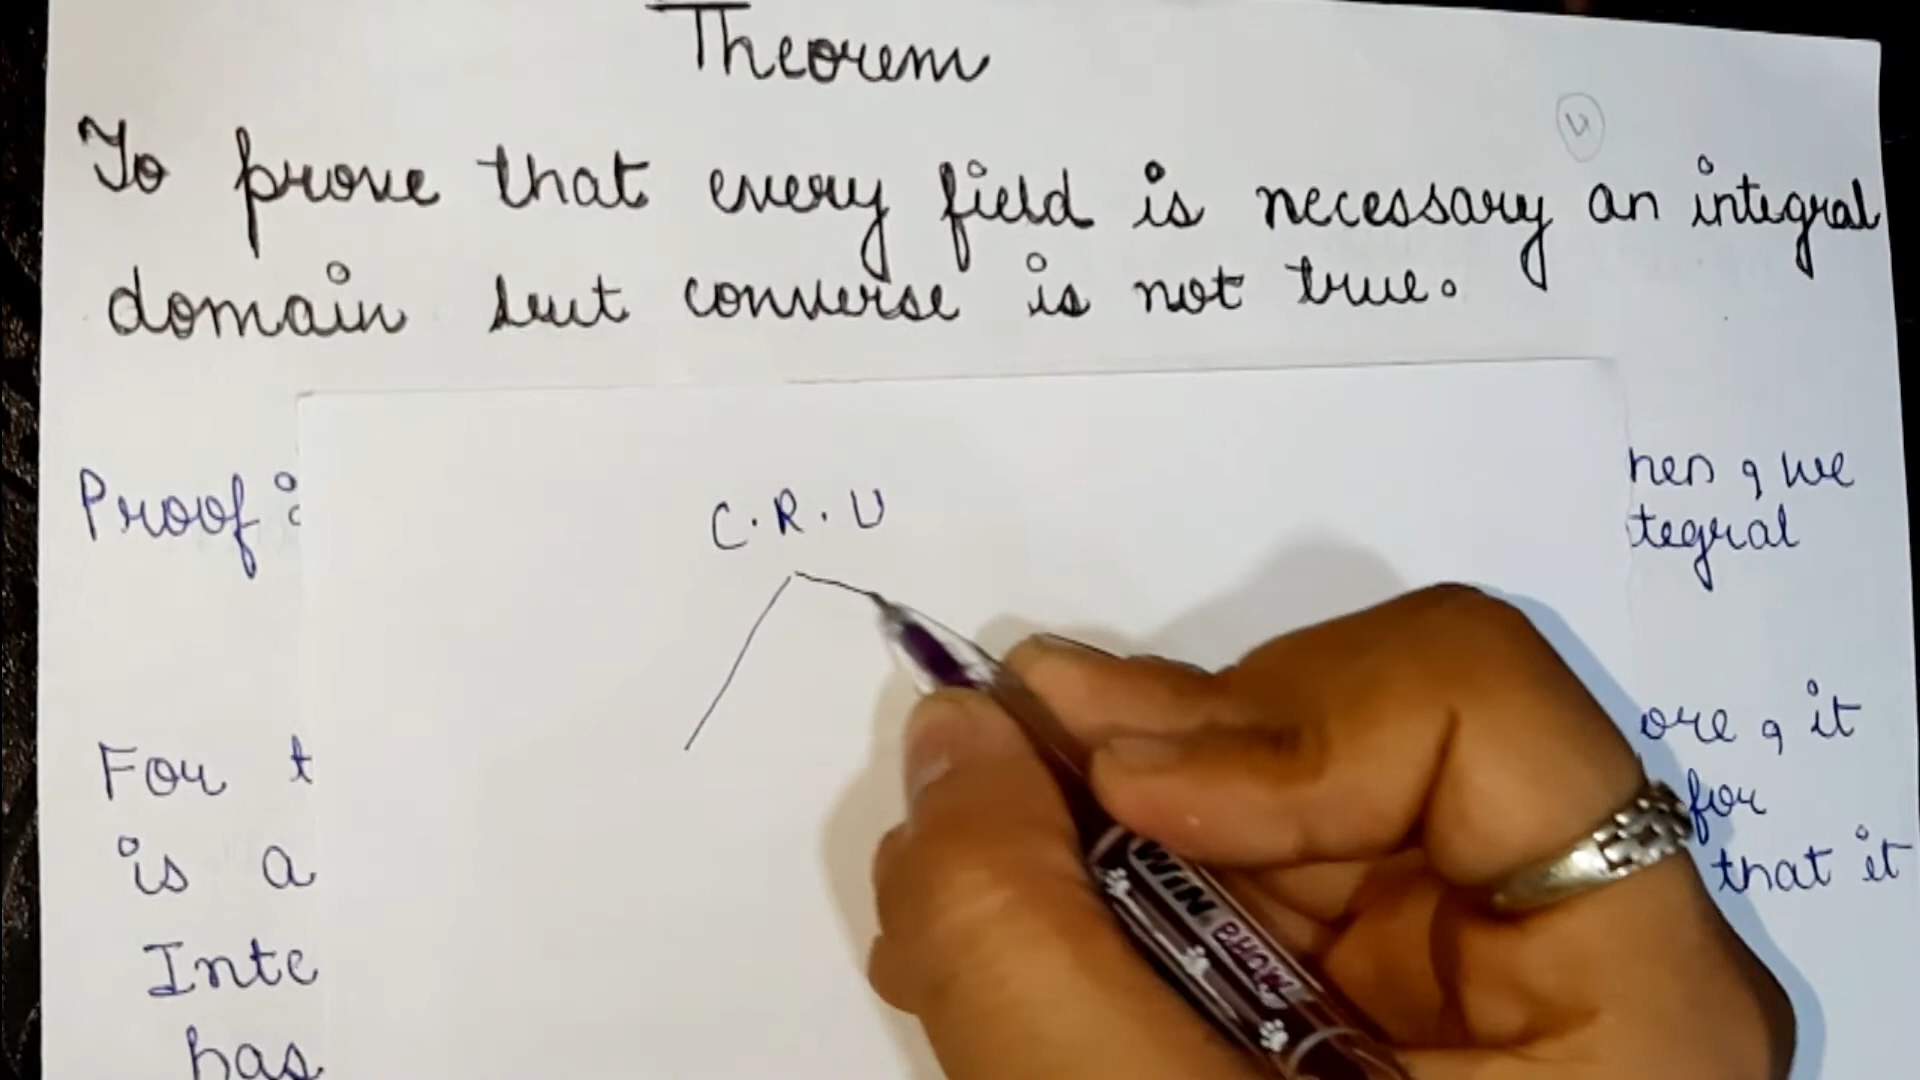 Theorem
To prove that every field is necessary an integral
domain but converse is not true.
Proof :
we
tegral
C.R.U
For t
ore, it
for
is a
that it
Inte
has
WIN